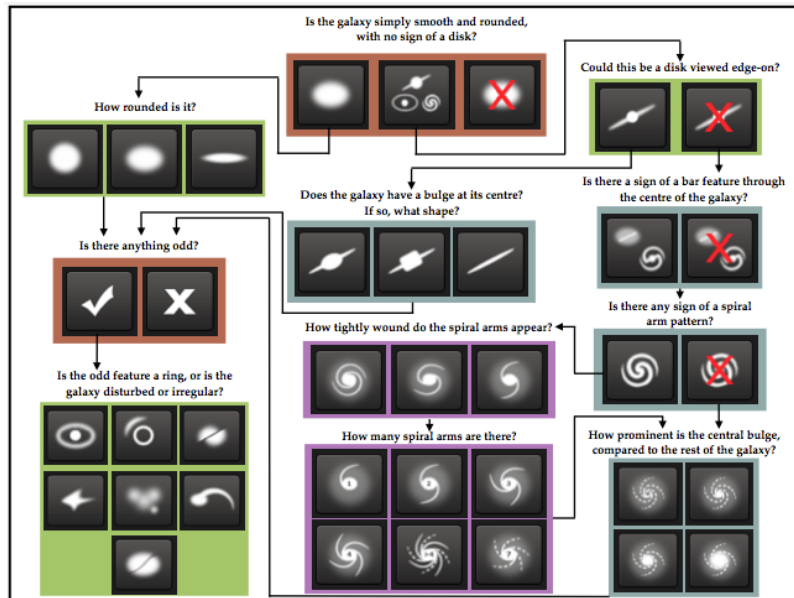 Is the galaxy simply smooth and rounded,
with no sign of a disk?
Could this be a disk viewed edge-on?
How rounded is it?
Does the galaxy have a bulge at its centre?
If so, what shape?
Is there a sign of a bar feature through
the centre of the galaxy?
Is there anything odd?
Is there any sign of a spiral
arm pattern?
How tightly wound do the spiral arms appear?
Is the odd feature a ring, or is the
galaxy disturbed or irregular?
How many spiral arms are there?
How prominent is the central bulge,
compared to the rest of the galaxy?
1 2 3
4